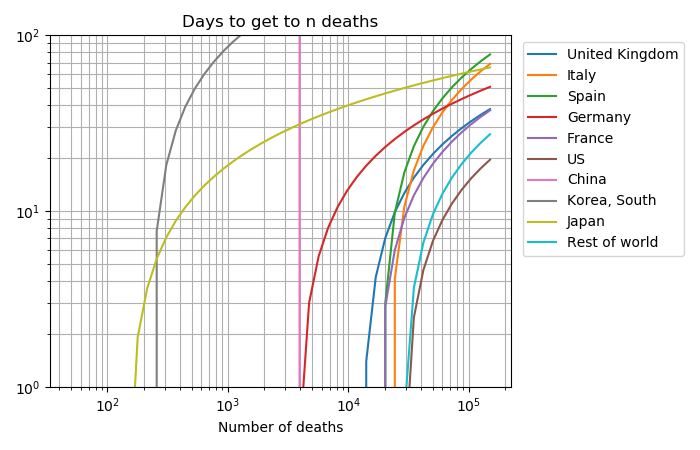 Days to get to n deaths
10²
10¹
10⁰
10²
10³
10⁴
10⁵
Number of deaths
United Kingdom
Italy
Spain
Germany
France
US
China
Korea, South
Japan
Rest of world